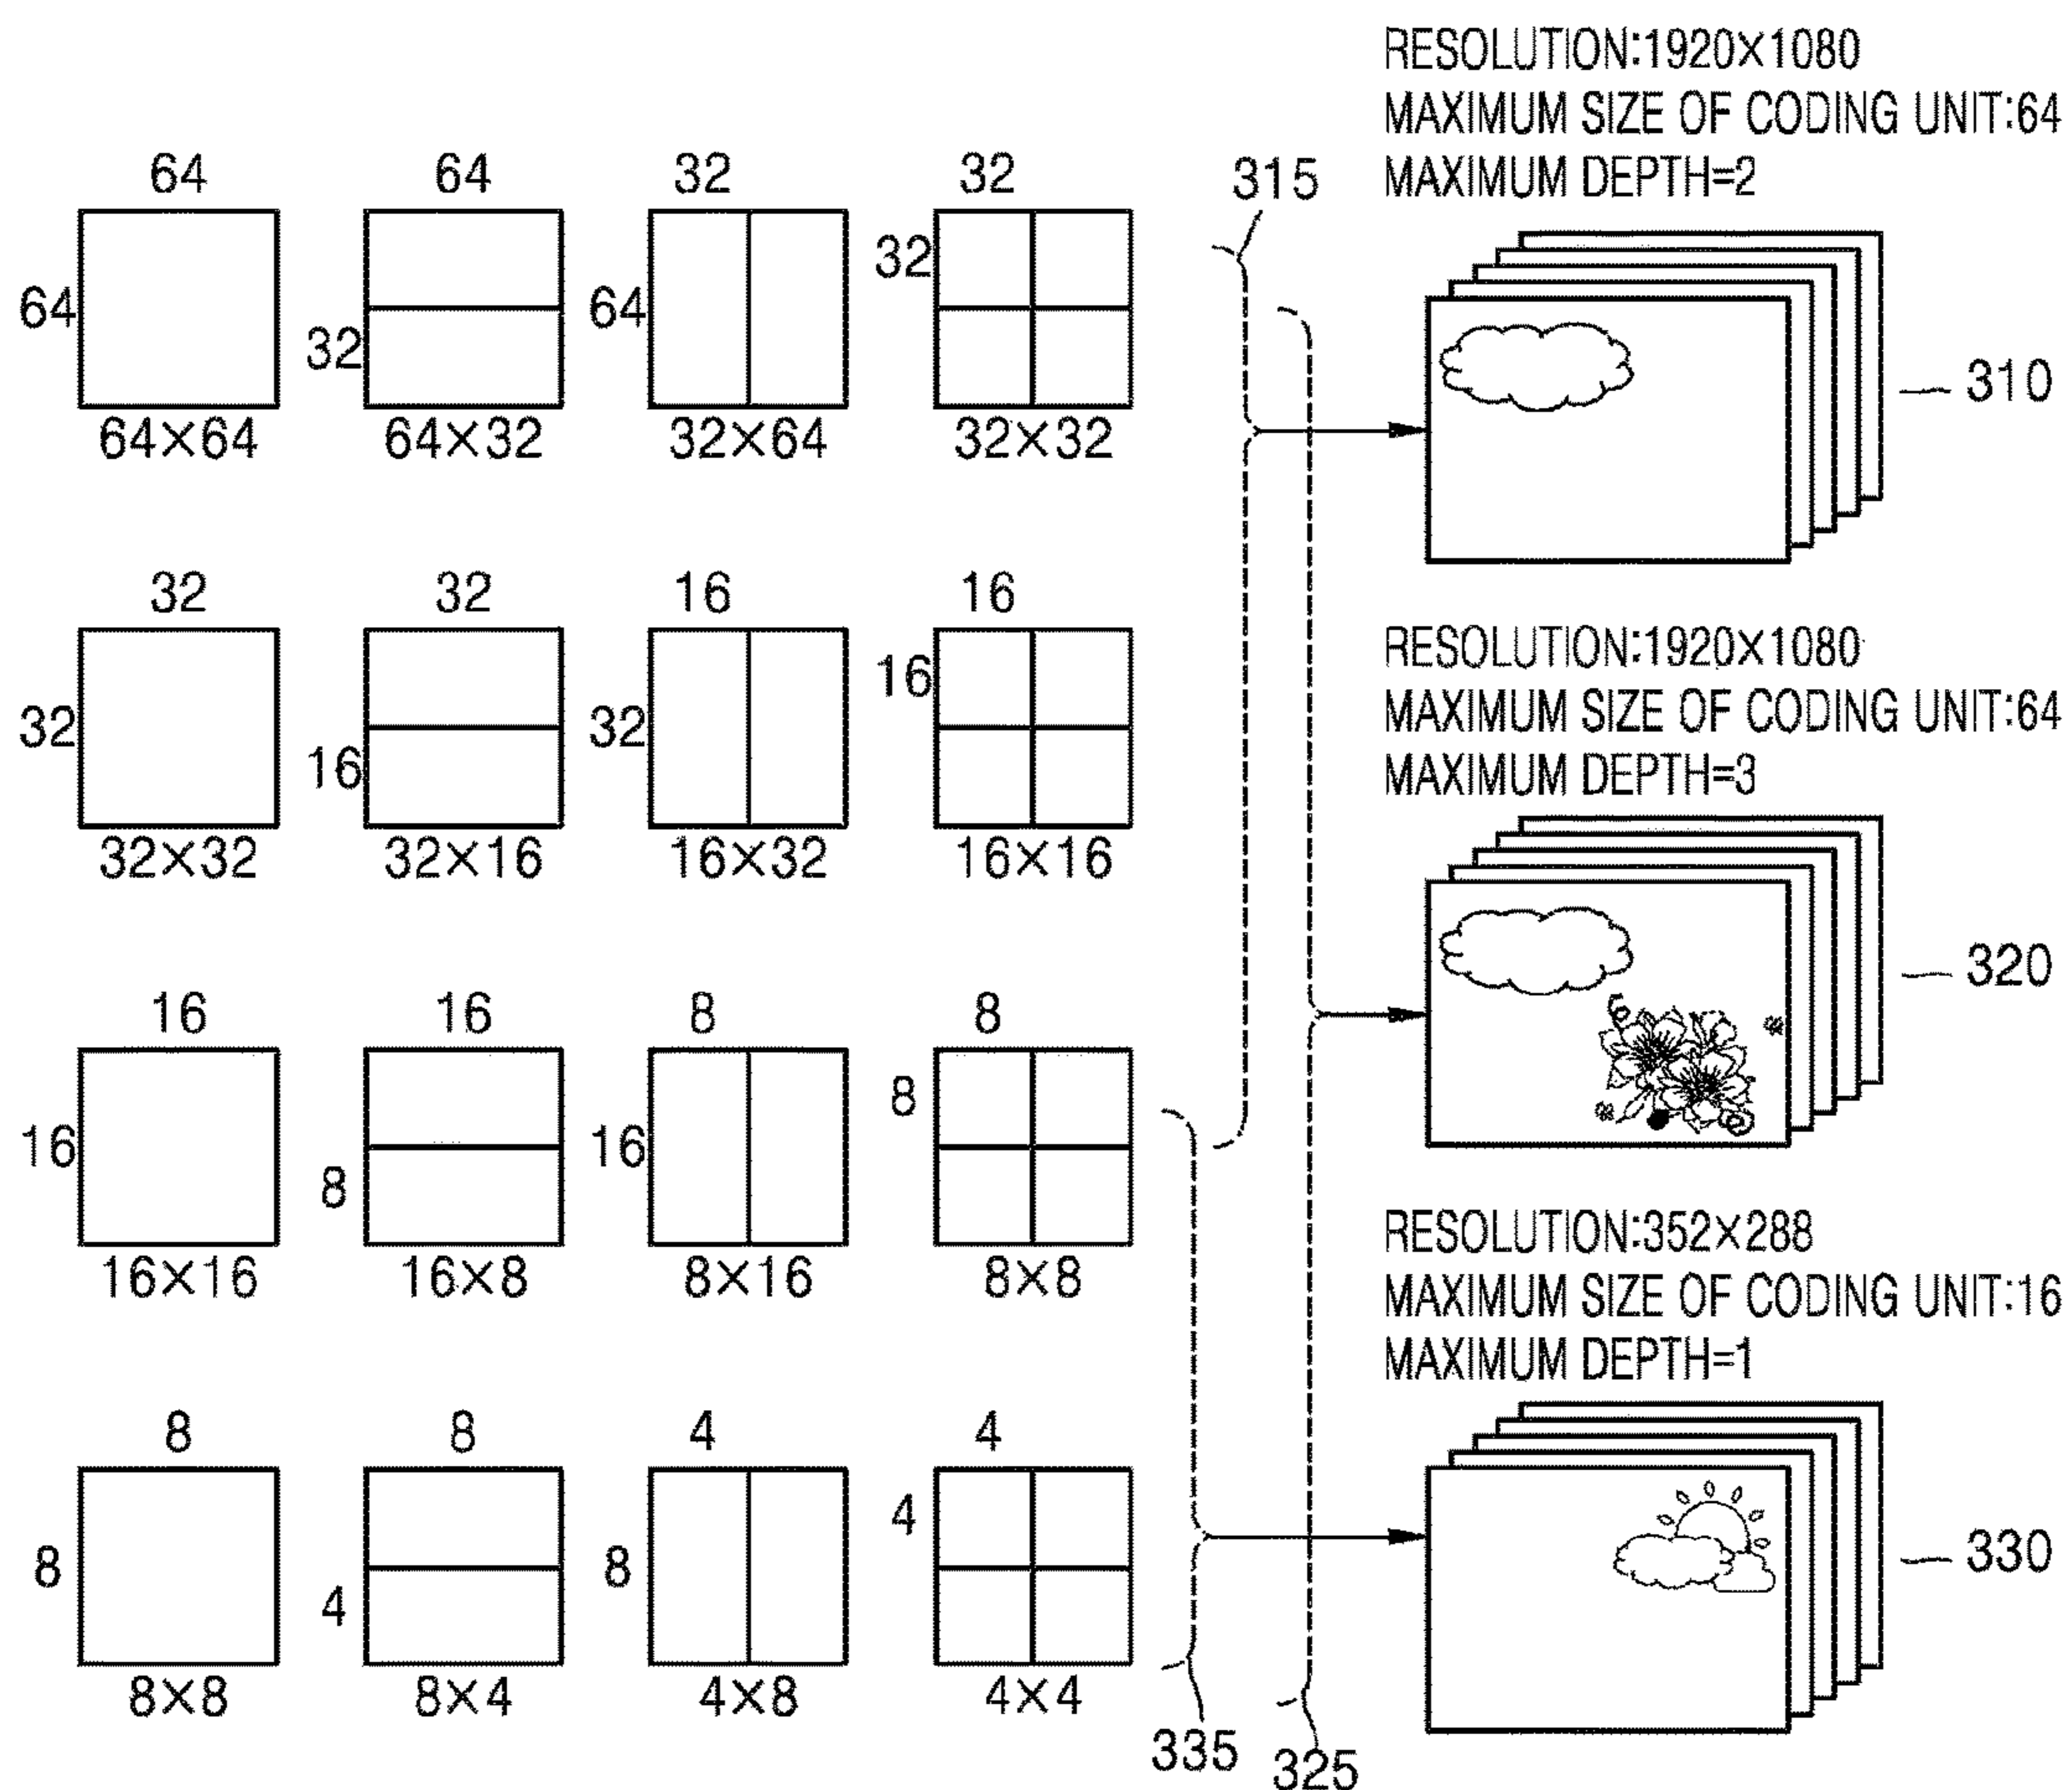 64 64 32 32
64 32 64 32
64×64 64×32 32×64 32×32
32 32 16 16
32 16 32 16
32×32 32×16 16×32 16×16
16 16 8 8
16 8 16 8
16×16 16×8 8×16 8×8
8 8 4 4
8 4 8 4
8×8 8×4 4×8 4×4
315
335
325
RESOLUTION:1920×1080
MAXIMUM SIZE OF CODING UNIT:64
MAXIMUM DEPTH=2
310
RESOLUTION:1920×1080
MAXIMUM SIZE OF CODING UNIT:64
MAXIMUM DEPTH=3
320
RESOLUTION:352×288
MAXIMUM SIZE OF CODING UNIT:16
MAXIMUM DEPTH=1
330